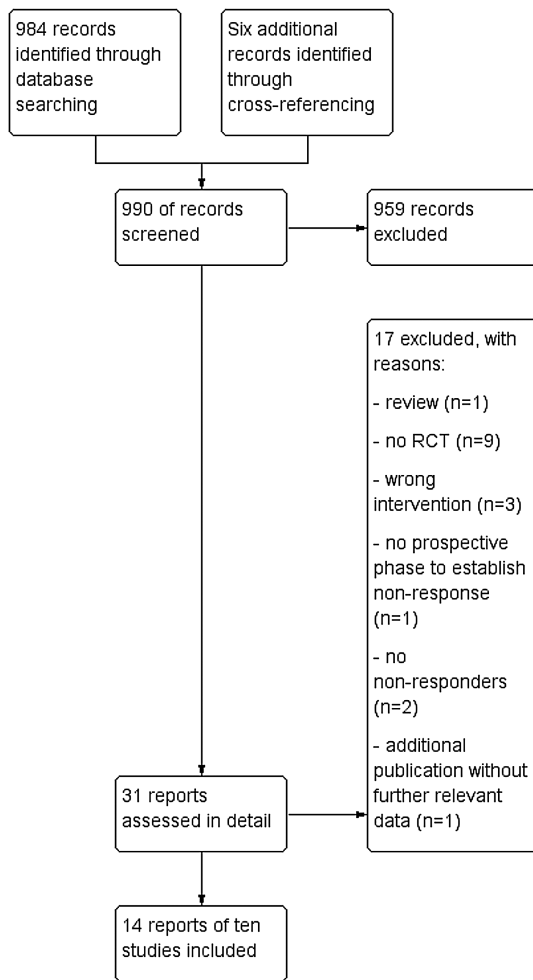 984 records
identified through
database
searching
Six additional
records identified
through
cross-referencing
990 of records
screened
959 records
excluded
17 excluded, with
reasons:
- review (n=1)
- no RCT (n=9)
- wrong
intervention (n=3)
- no prospective
phase to establish
non-response
(n=1)
- no
non-responders
(n=2)
- additional
publication without
further relevant
data (n=1)
31 reports
assessed in detail
14 reports of ten
studies included